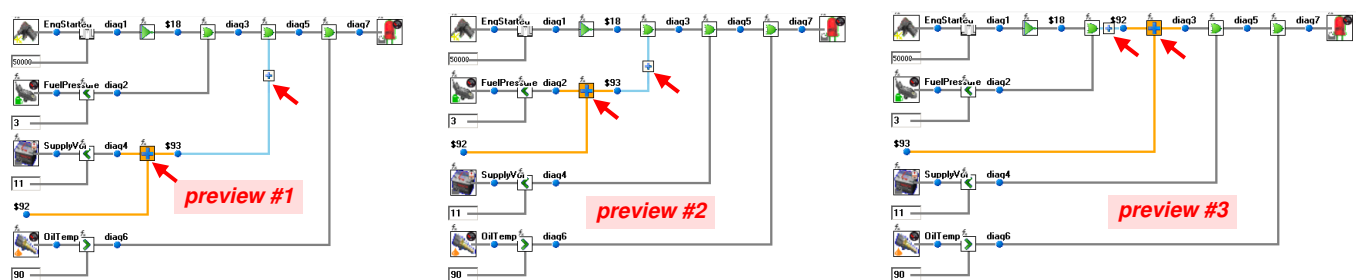 EngStarted diag1 $18 diag3 diag5 diag7
50000
FuelPressure diag2
3
SupplyVol diag4 $93
11
preview #1
$92
OilTemp diag6
90
EngStarted diag1 $18 diag3 diag5 diag7
50000
FuelPressure diag2 $93
3
$92
SupplyVol diag4
11
preview #2
OilTemp diag6
90
EngStarted diag1 $18 $92 diag3 diag5 diag7
50000
FuelPressure diag2
3
$93
SupplyVol diag4
11
preview #3
OilTemp diag6
90